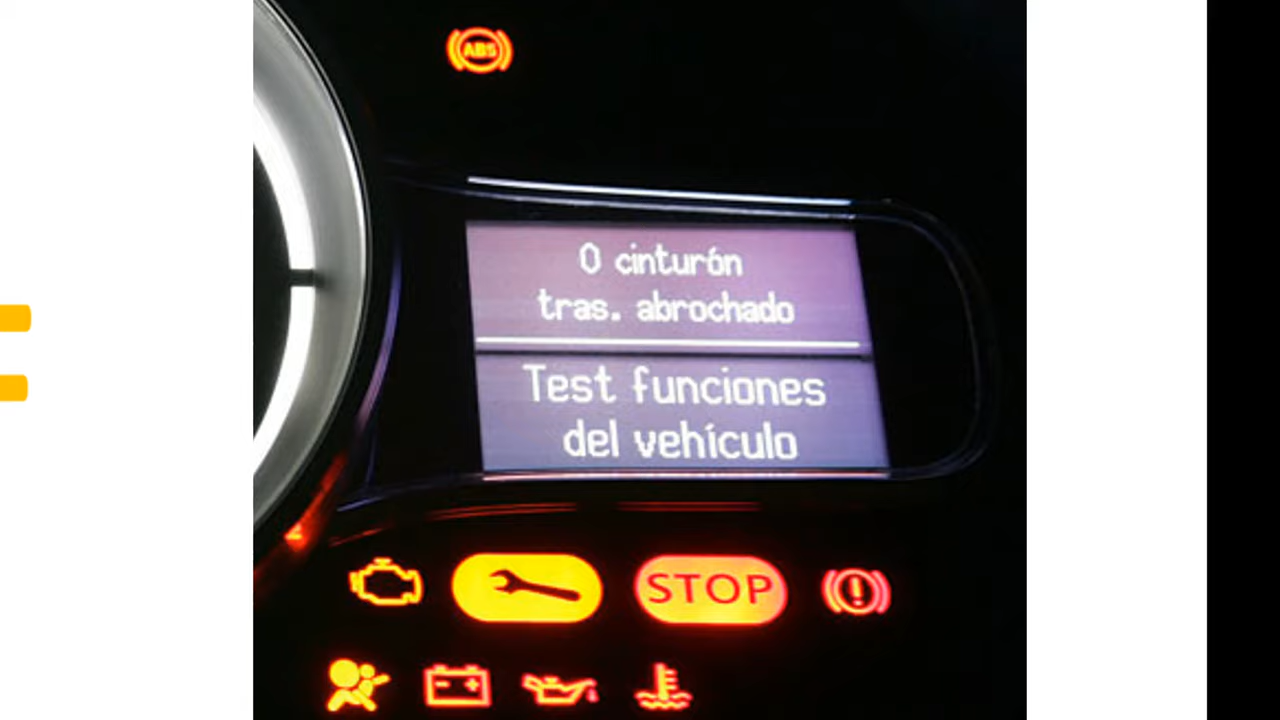 ABS
0 cinturón
tras. abrochado
Test funciones
del vehículo
STOP